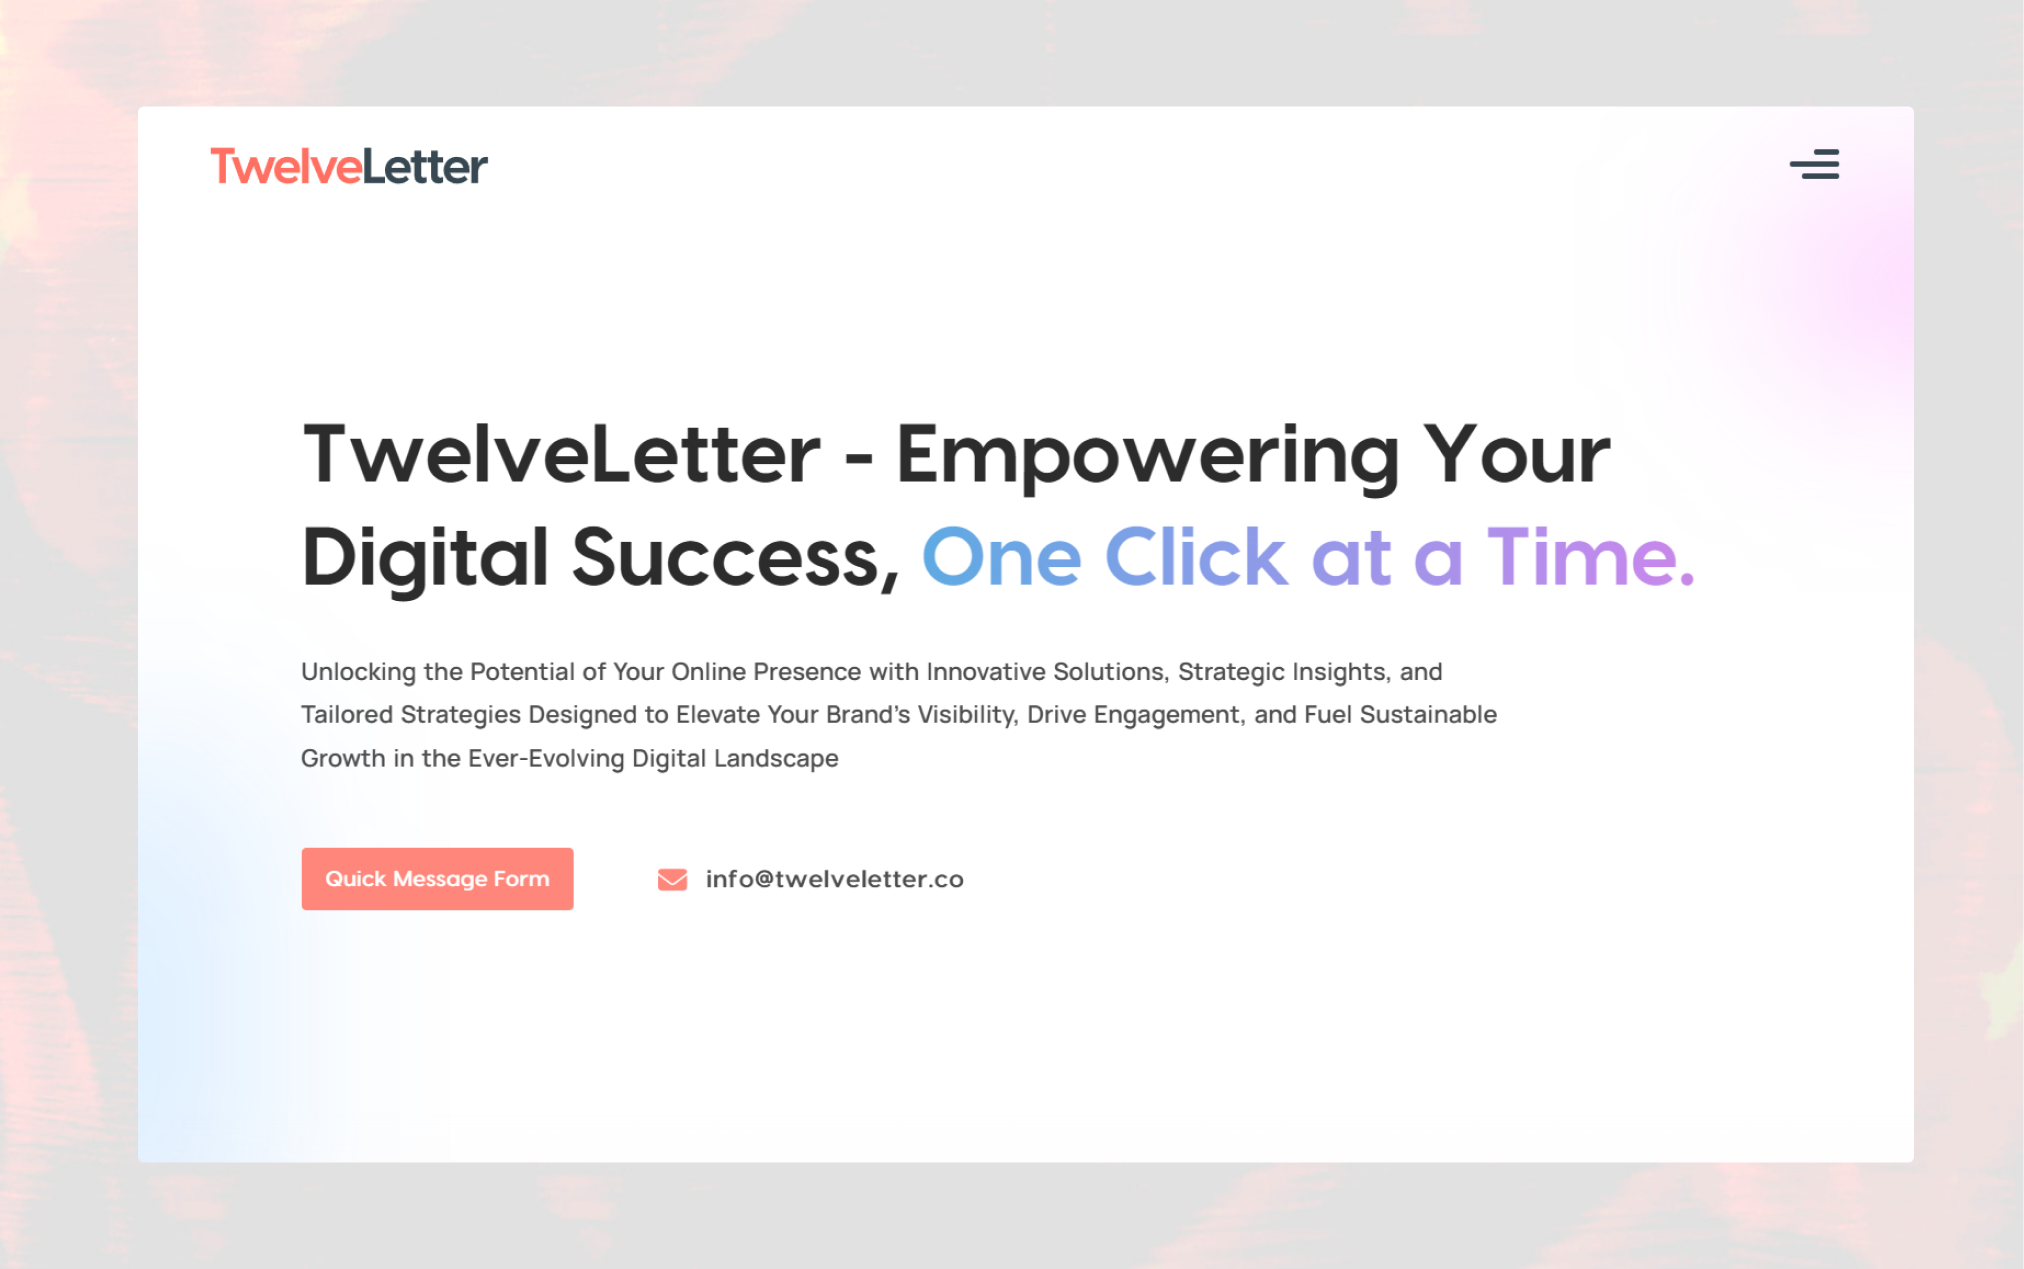 TwelveLetter
TwelveLetter - Empowering Your
Digital Success, One Click at a Time.
Unlocking the Potential of Your Online Presence with Innovative Solutions, Strategic Insights, and
Tailored Strategies Designed to Elevate Your Brand's Visibility, Drive Engagement, and Fuel Sustainable
Growth in the Ever-Evolving Digital Landscape
Quick Message Form
info@twelveletter.co